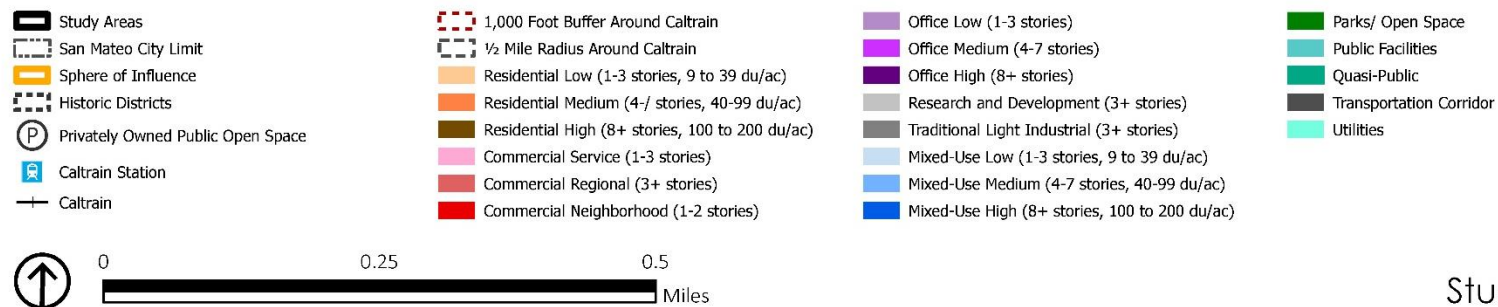 Study Areas
San Mateo City Limit
Sphere of Influence
Historic Districts
P Privately Owned Public Open Space
Caltrain Station
Caltrain
1,000 Foot Buffer Around Caltrain
½ Mile Radius Around Caltrain
Residential Low (1-3 stories, 9 to 39 du/ac)
Residential Medium (4-/ stories, 40-99 du/ac)
Residential High (8+ stories, 100 to 200 du/ac)
Commercial Service (1-3 stories)
Commercial Regional (3+ stories)
Commercial Neighborhood (1-2 stories)
Office Low (1-3 stories)
Office Medium (4-7 stories)
Office High (8+ stories)
Research and Development (3+ stories)
Traditional Light Industrial (3+ stories)
Mixed-Use Low (1-3 stories, 9 to 39 du/ac)
Mixed-Use Medium (4-7 stories, 40-99 du/ac)
Mixed-Use High (8+ stories, 100 to 200 du/ac)
Parks/ Open Space
Public Facilities
Quasi-Public
Transportation Corridor
Utilities
0 0.25 0.5
Miles
Stu